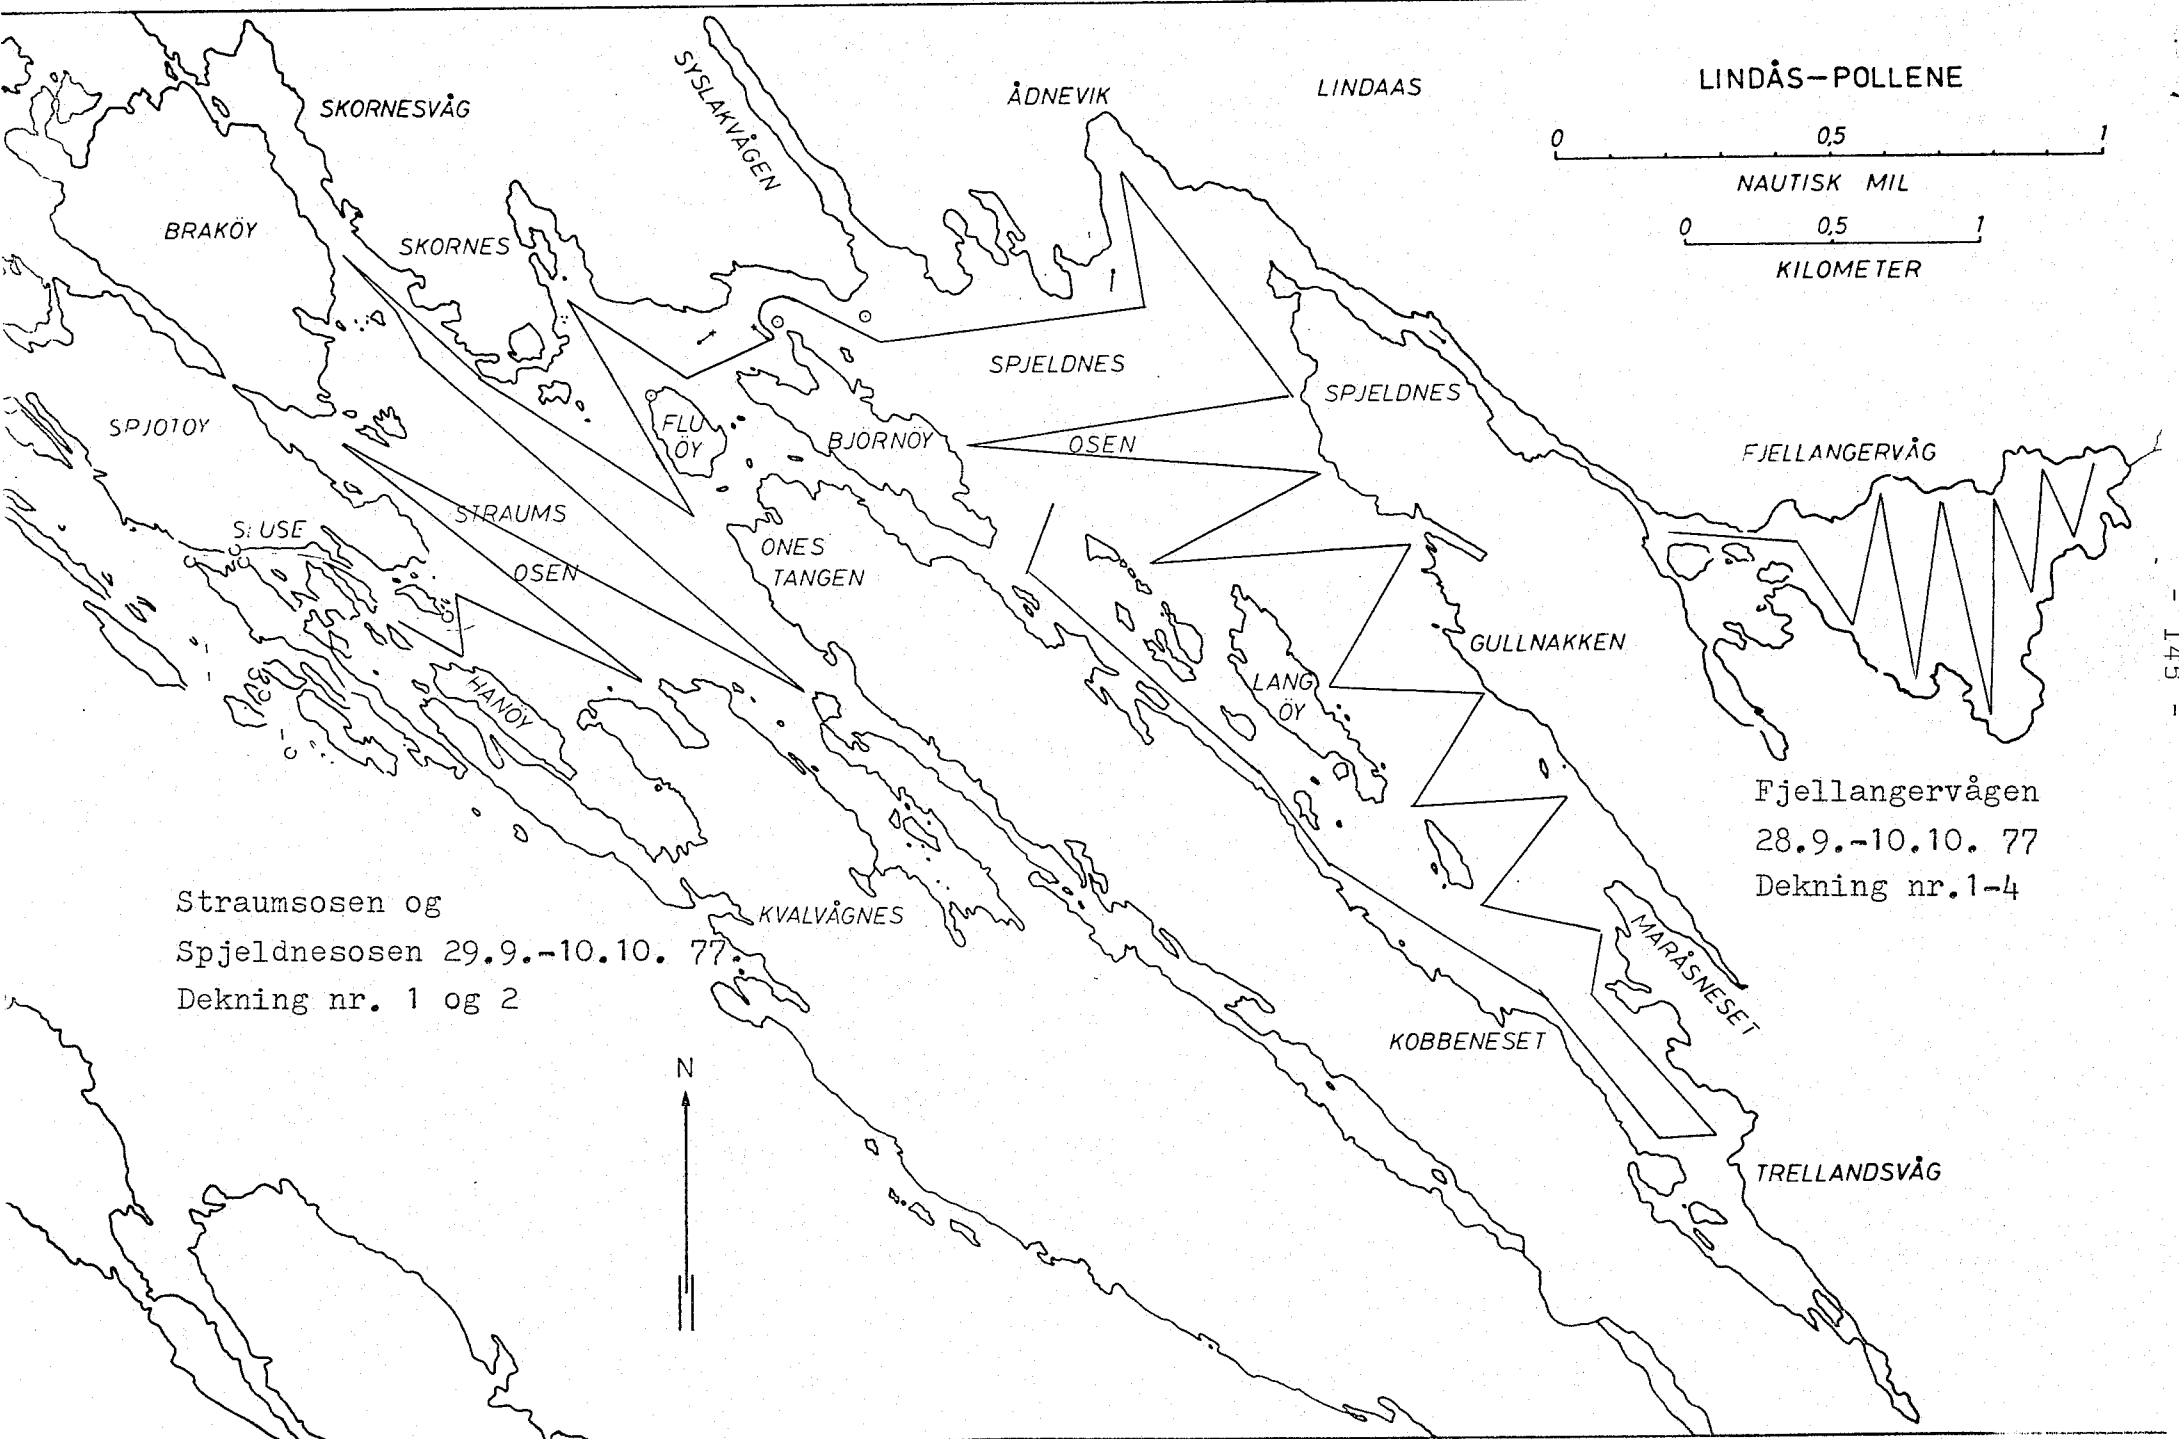 LINDÅS-POLLENE
0 0,5 1
NAUTISK MIL
0 0,5 1
KILOMETER
SKORNESVÅG
SYSLAKVÅGEN
ÅDNEVIK
LINDAAS
BRAKÖY
SKORNES
SPJELDNES
OSEN
SPJELDNES
SPJOTOY
FLU
ÖY
BJÖRNÖY
FJELLANGERVÅG
STRAUMS
OSEN
ONES
TANGEN
GULLNAKKEN
LANG
ÖY
HANÖY
- 145 -
Fjellangervågen
28.9.-10.10. 77
Dekning nr.1-4
Straumsosen og
Spjeldnesosen 29.9.-10.10. 77.
Dekning nr. 1 og 2
KVALVÅGNES
MARÅSNESET
KOBBENESET
N
TRELLANDSVÅG